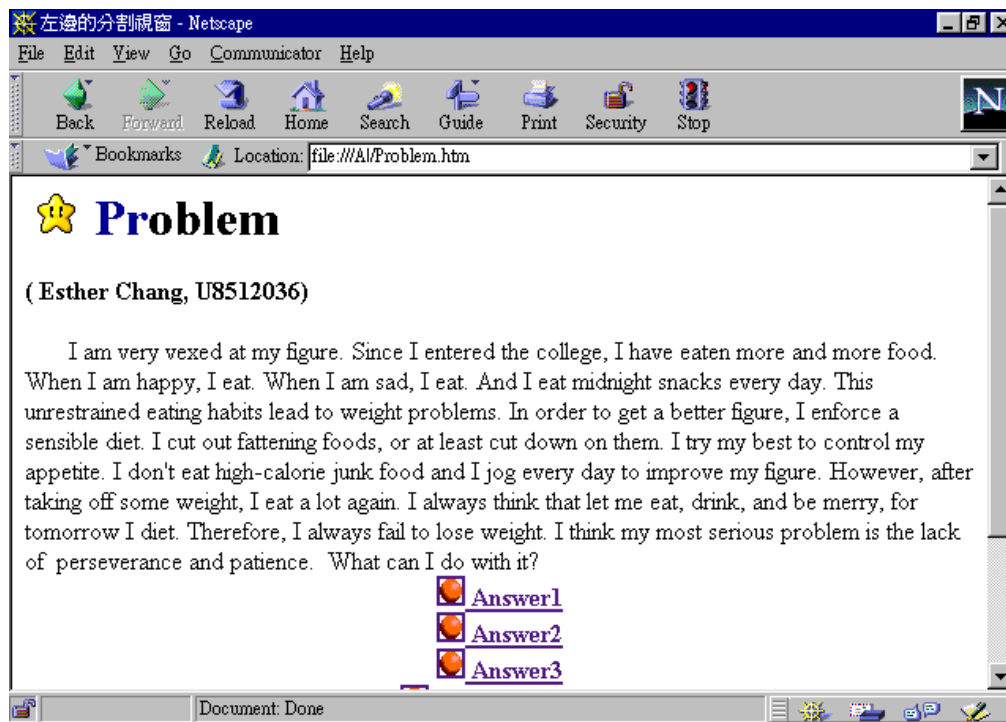 左邊的分割視窗 - Netscape
File Edit View Go Communicator Help
Back Forward Reload Home Search Guide Print Security Stop
N
Bookmarks Location: file:///A|/Problem.htm
Problem
( Esther Chang, U8512036)
I am very vexed at my figure. Since I entered the college, I have eaten more and more food.
When I am happy, I eat. When I am sad, I eat. And I eat midnight snacks every day. This
unrestrained eating habits lead to weight problems. In order to get a better figure, I enforce a
sensible diet. I cut out fattening foods, or at least cut down on them. I try my best to control my
appetite. I don't eat high-calorie junk food and I jog every day to improve my figure. However, after
taking off some weight, I eat a lot again. I always think that let me eat, drink, and be merry, for
tomorrow I diet. Therefore, I always fail to lose weight. I think my most serious problem is the lack
of perseverance and patience. What can I do with it?
Answer1
Answer2
Answer3
Document: Done